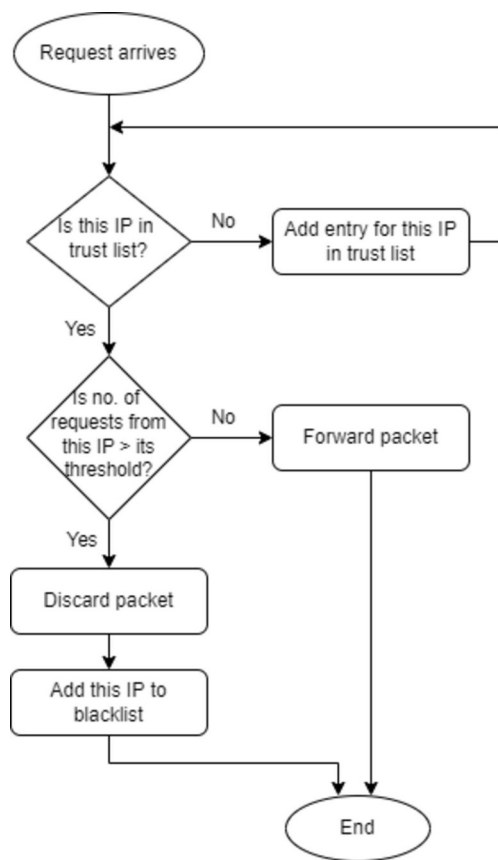 Request arrives
Is this IP in
trust list?
No
Add entry for this IP
in trust list
Yes
Is no. of
requests from
this IP > its
threshold?
No
Forward packet
Yes
Discard packet
Add this IP to
blacklist
End